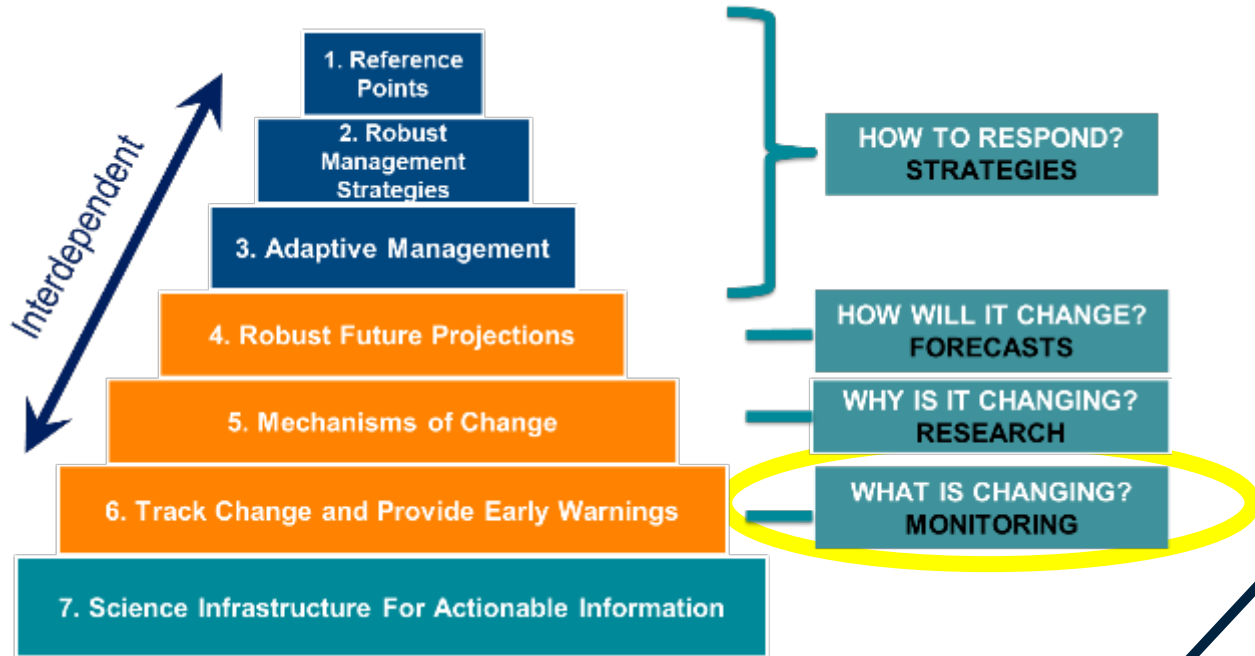 1. Reference
Points
2. Robust
Management
Strategies
3. Adaptive Management
4. Robust Future Projections
5. Mechanisms of Change
6. Track Change and Provide Early Warnings
7. Science Infrastructure For Actionable Information
Interdependent
HOW TO RESPOND?
STRATEGIES
HOW WILL IT CHANGE?
FORECASTS
WHY IS IT CHANGING?
RESEARCH
WHAT IS CHANGING?
MONITORING